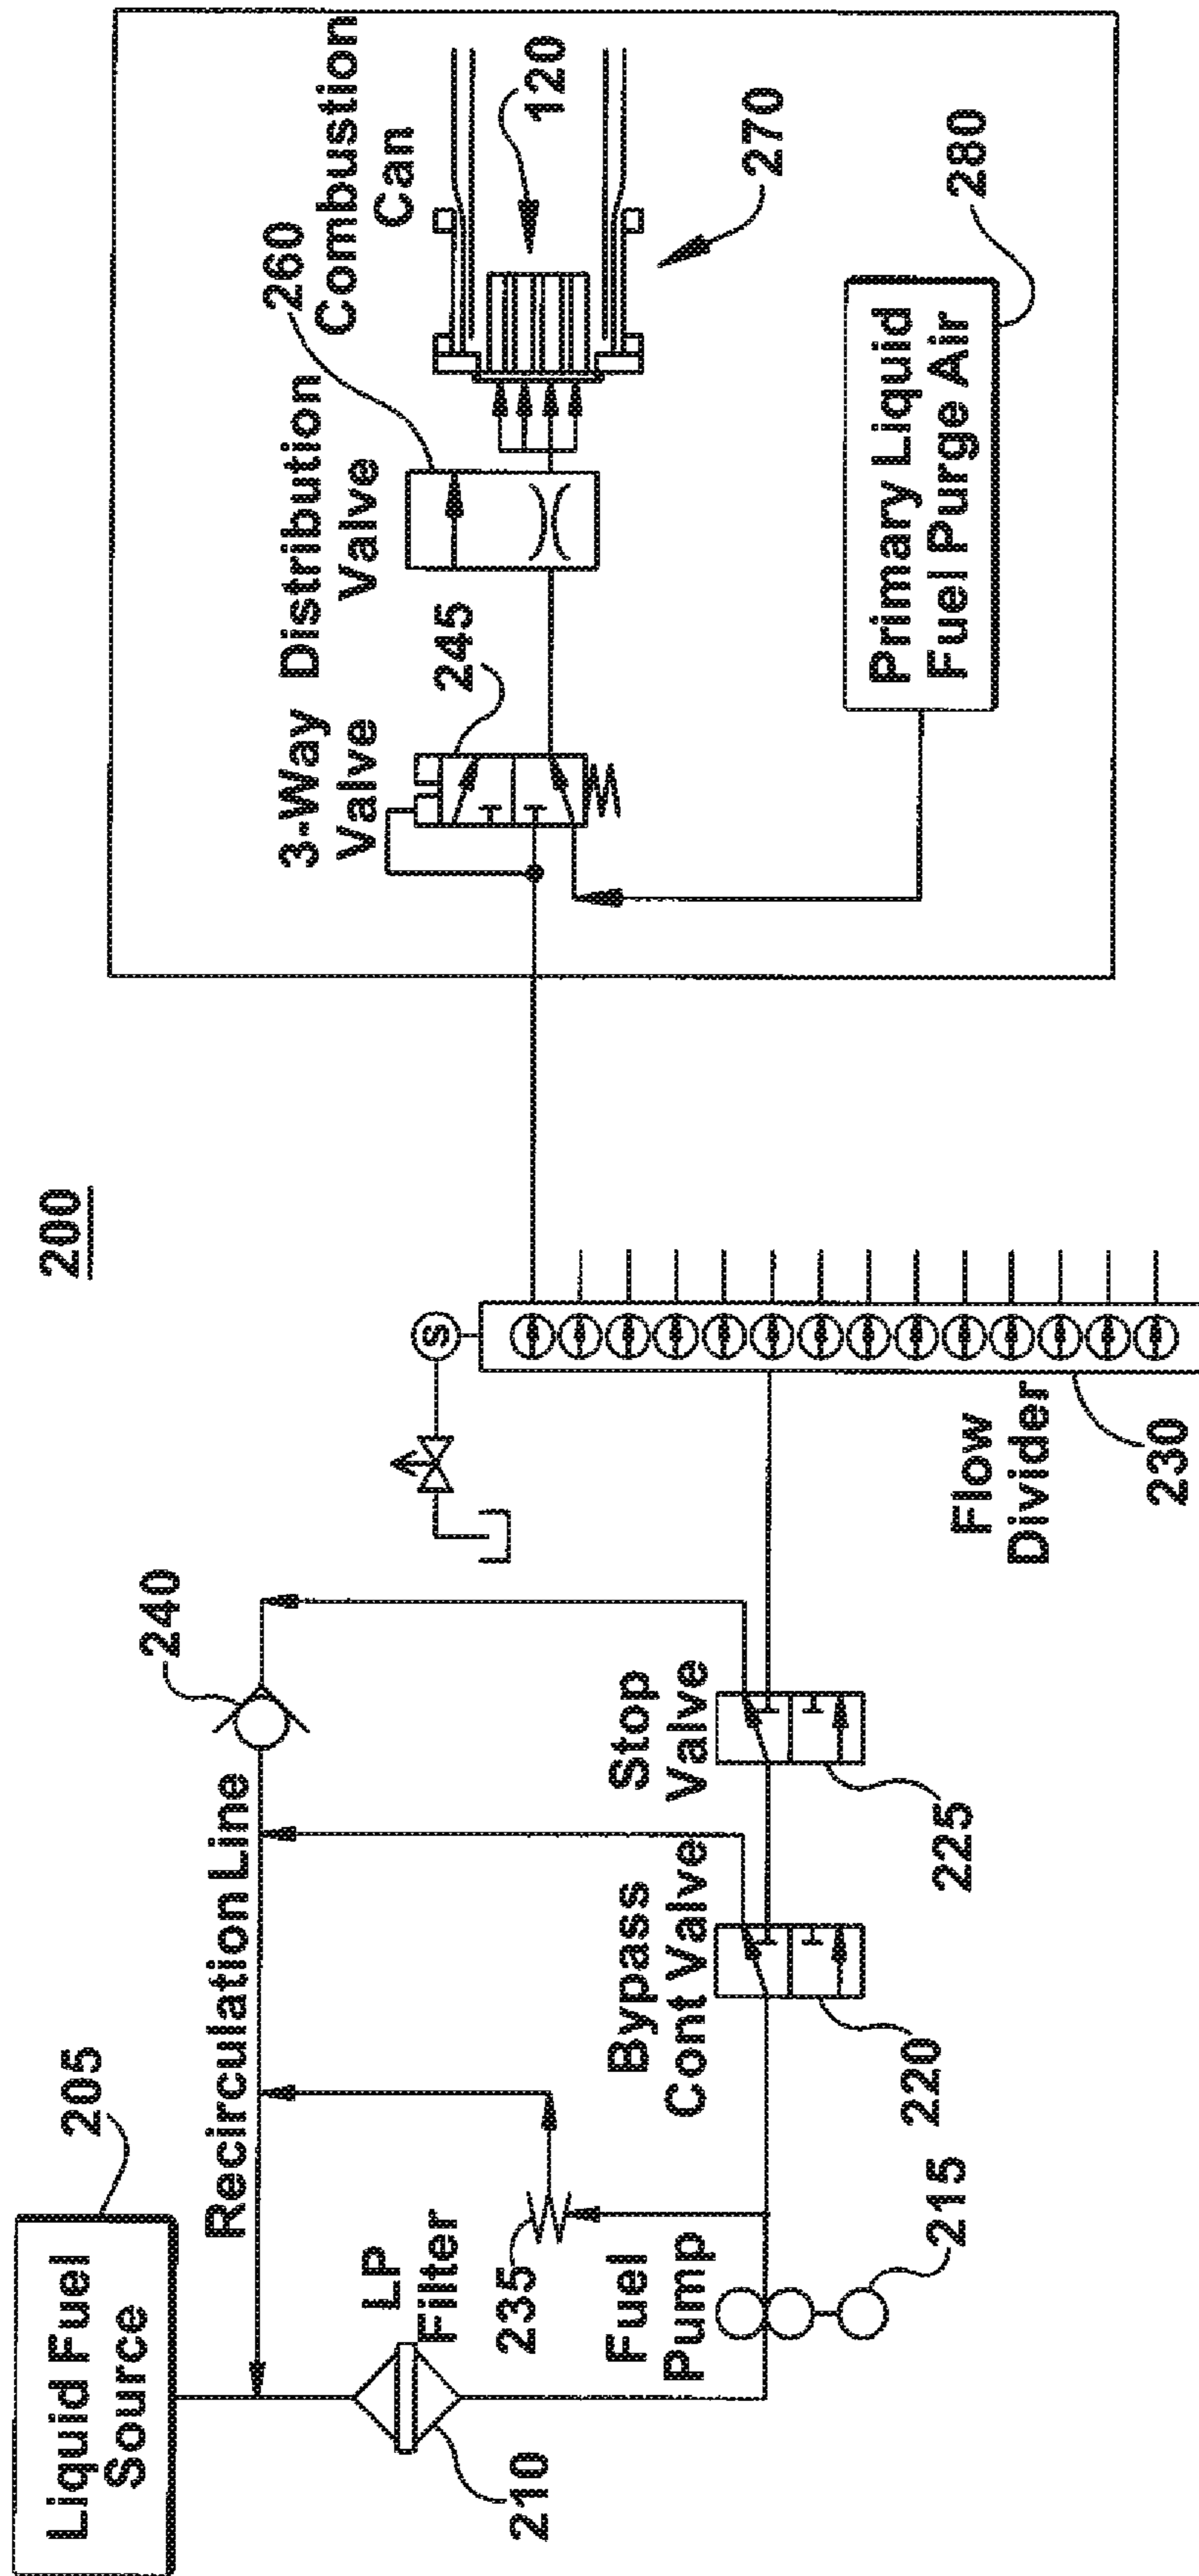 200
Liquid Fuel
Source
205
Recirculation Line
240
LP
Filter
210
235
Fuel
Pump
215
Bypass
Cont Valve
220
Stop
Valve
225
S
Flow
Divider
230
3-Way
Valve
245
Distribution
Valve
260
Combustion
Can
120
270
Primary Liquid
Fuel Purge Air
280